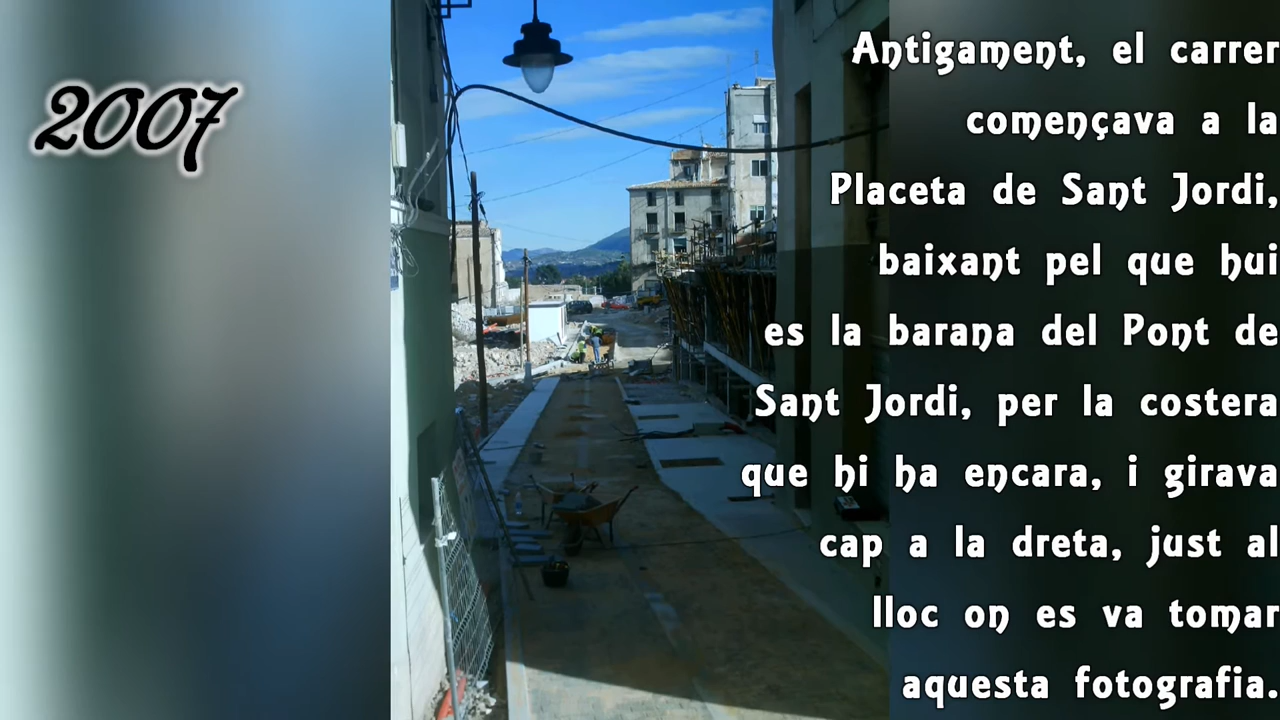 2007
Antigament, el carrer
començava a la
Placeta de Sant Jordi,
baixant pel que hui
es la barana del Pont de
Sant Jordi, per la costera
que hi ha encara, i girava
cap a la dreta, just al
lloc on es va tomar
aquesta fotografia.